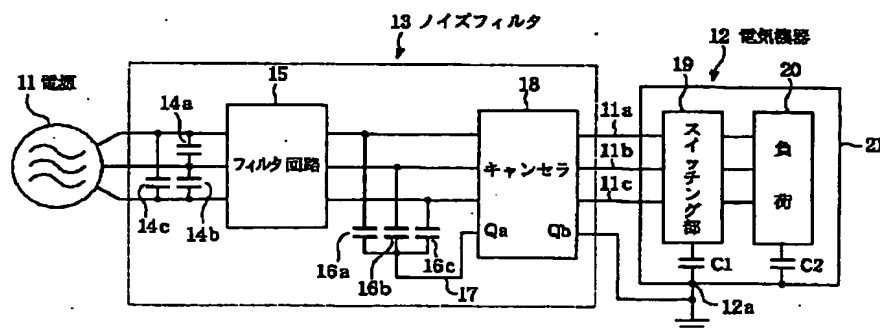 13 ノイズフィルタ
12 電気機器
11 電源
15
14a
14c
14b
フィルタ回路
16a
16b
16c
17
18
キャンセラ
Qa
Qb
11a
11b
11c
19
スイッチング部
20
負荷
21
C1
C2
12a